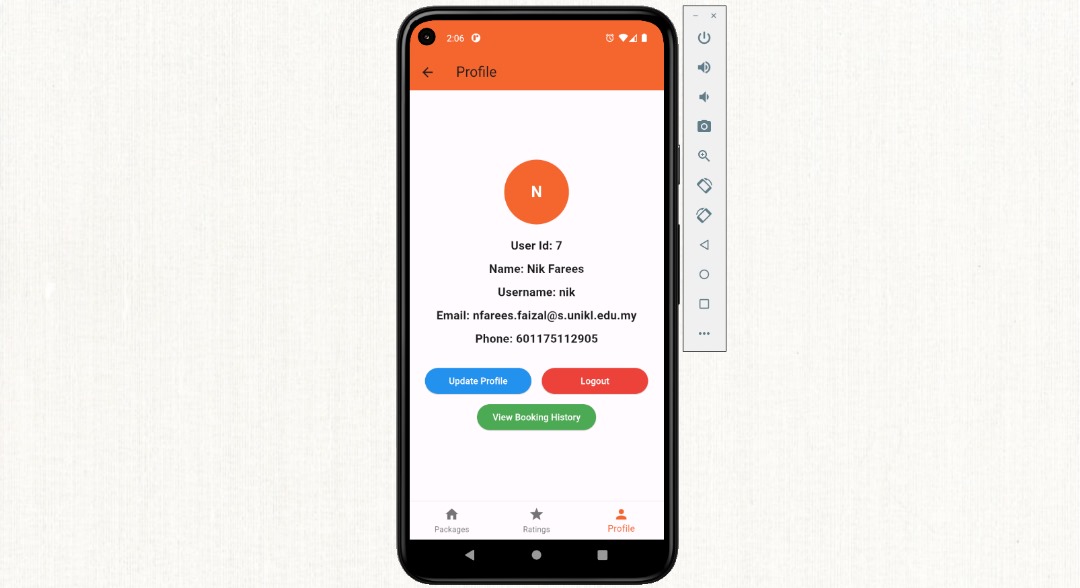 2:06
Profile
N
User Id: 7
Name: Nik Farees
Username: nik
Email: nfarees.faizal@s.unikl.edu.my
Phone: 601175112905
Update Profile
Logout
View Booking History
Packages
Ratings
Profile